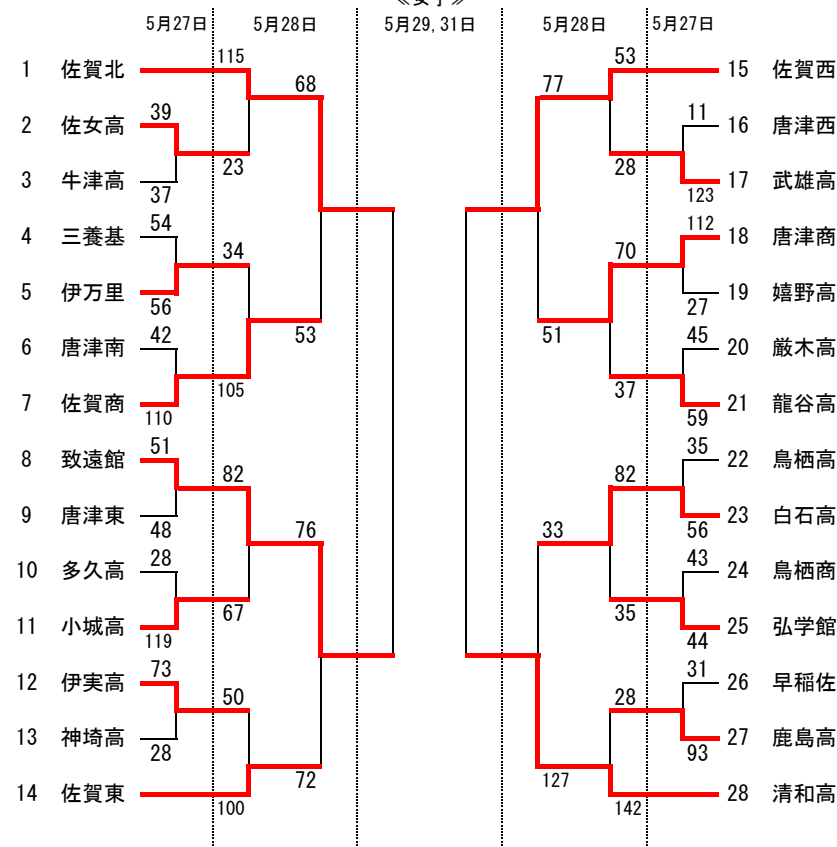 ≪女子≫
5月27日 5月28日 5月29, 31日 5月28日 5月27日
115 53
1 佐賀北 68 77 15 佐賀西
39 11
2 佐女高 16 唐津西
23 28
3 牛津高 17 武雄高
37 123
54 112
4 三養基 34 70 18 唐津商
5 伊万里 19 嬉野高
56 27
42 53 51 45
6 唐津南 20 厳木高
105 37
7 佐賀商 21 龍谷高
110 59
51 35
8 致遠館 82 82 22 鳥栖高
9 唐津東 23 白石高
48 76 33 56
28 43
10 多久高 24 鳥栖商
67 35
11 小城高 25 弘学館
119 44
73 31
12 伊実高 50 28 26 早稲佐
13 神埼高 27 鹿島高
28 93
72 127
14 佐賀東 28 清和高
100 142